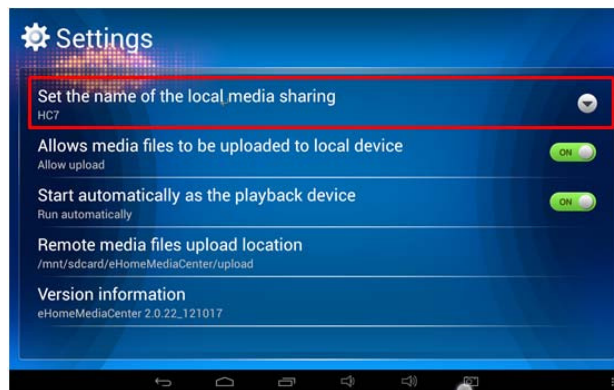 Settings
Set the name of the local media sharing
HC7
Allows media files to be uploaded to local device
Allow upload
ON
Start automatically as the playback device
Run automatically
ON
Remote media files upload location
/mnt/sdcard/eHomeMediaCenter/upload
Version information
eHomeMediaCenter 2.0.22_121017